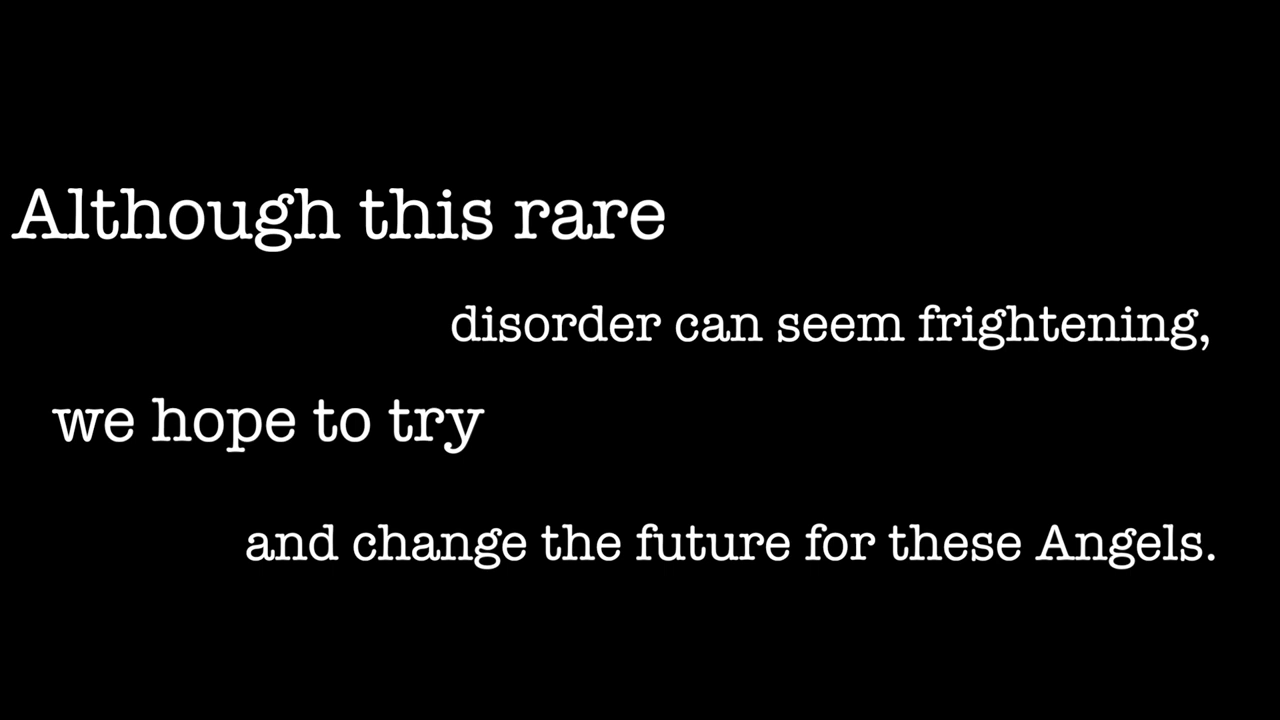 Although this rare
disorder can seem frightening,
we hope to try
and change the future for these Angels.